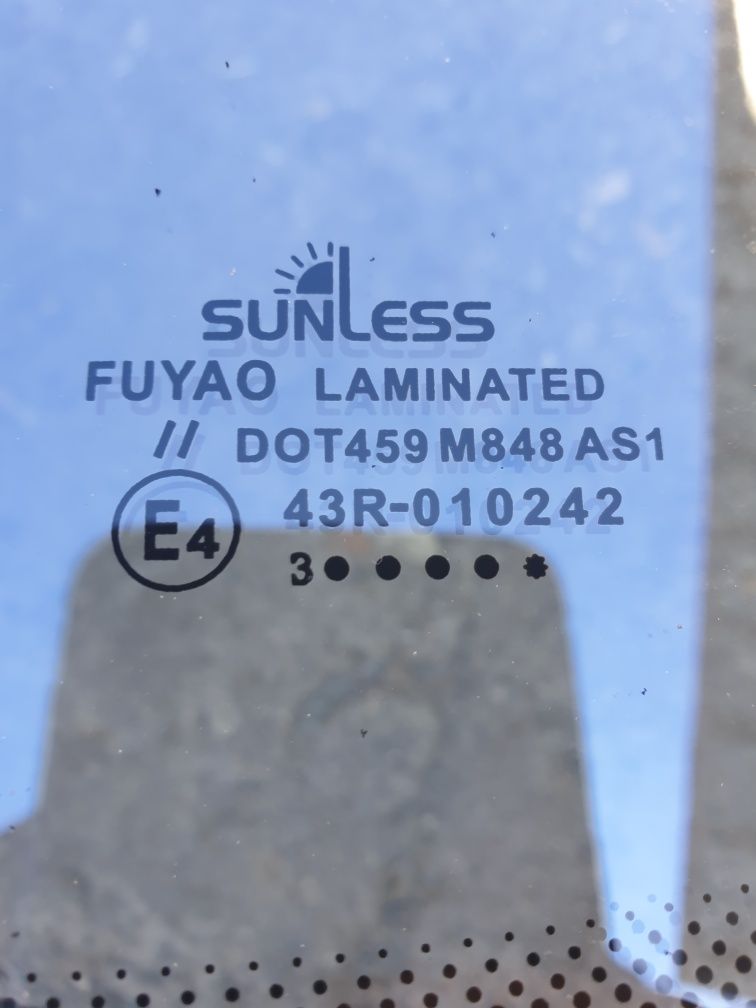 SUNLESS
FUYAO LAMINATED
// DOT459 M848 AS1
E4 43R-010242
3●●●●*